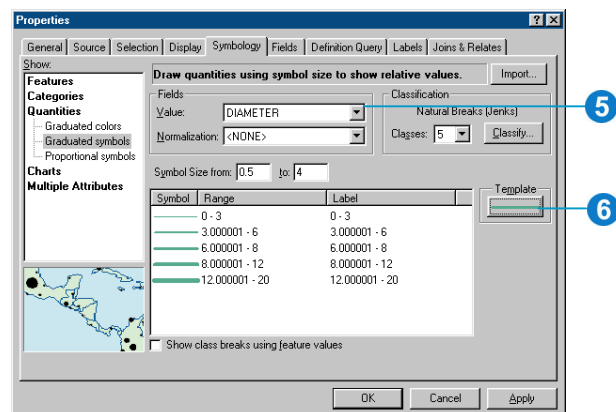 Properties
General Source Selection Display Symbology Fields Definition Query Labels Joins & Relates
Show:
Features
Categories
Quantities
Graduated colors
Graduated symbols
Proportional symbols
Charts
Multiple Attributes
Draw quantities using symbol size to show relative values.
Import...
Fields
Value: DIAMETER
Normalization: <NONE>
Classification
Natural Breaks (Jenks)
Classes: 5 Classify...
5
Symbol Size from: 0.5 to: 4
Symbol Range Label
0 - 3 0 - 3
3.000001 - 6 3.000001 - 6
6.000001 - 8 6.000001 - 8
8.000001 - 12 8.000001 - 12
12.000001 - 20 12.000001 - 20
Template
6
Show class breaks using feature values
OK Cancel Apply